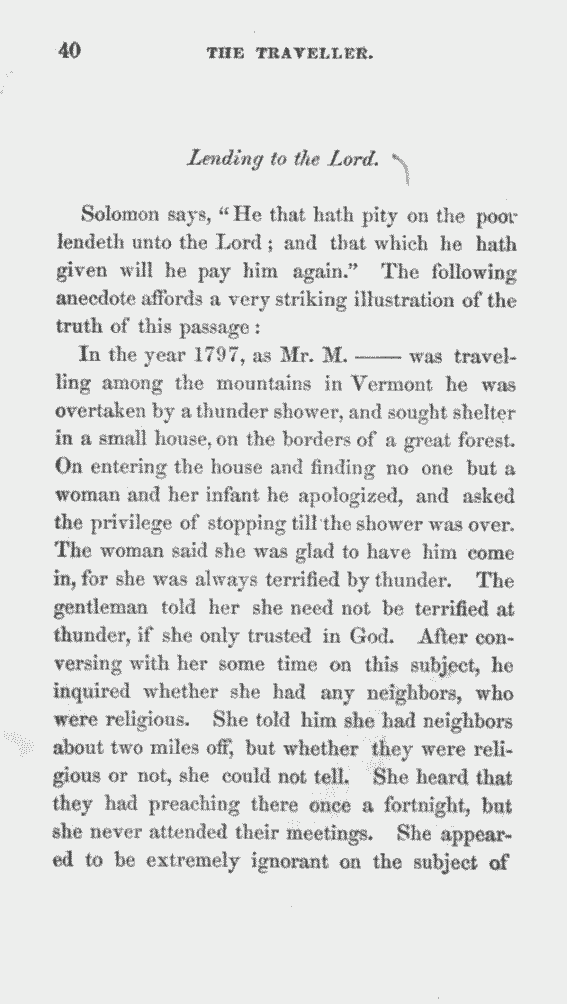 40 THE TRAVELLER.
Lending to the Lord.
Solomon says, “He that hath pity on the poor
lendeth unto the Lord; and that which he hath
given will he pay him again.” The following
anecdote affords a very striking illustration of the
truth of this passage:
In the year 1797, as Mr. M. —— was travel-
ling among the mountains in Vermont he was
overtaken by a thunder shower, and sought shelter
in a small house, on the borders of a great forest.
On entering the house and finding no one but a
woman and her infant he apologized, and asked
the privilege of stopping till the shower was over.
The woman said she was glad to have him come
in, for she was always terrified by thunder. The
gentleman told her she need not be terrified at
thunder, if she only trusted in God. After con-
versing with her some time on this subject, he
inquired whether she had any neighbors, who
were religious. She told him she had neighbors
about two miles off, but whether they were reli-
gious or not, she could not tell. She heard that
they had preaching there once a fortnight, but
she never attended their meetings. She appear-
ed to be extremely ignorant on the subject of